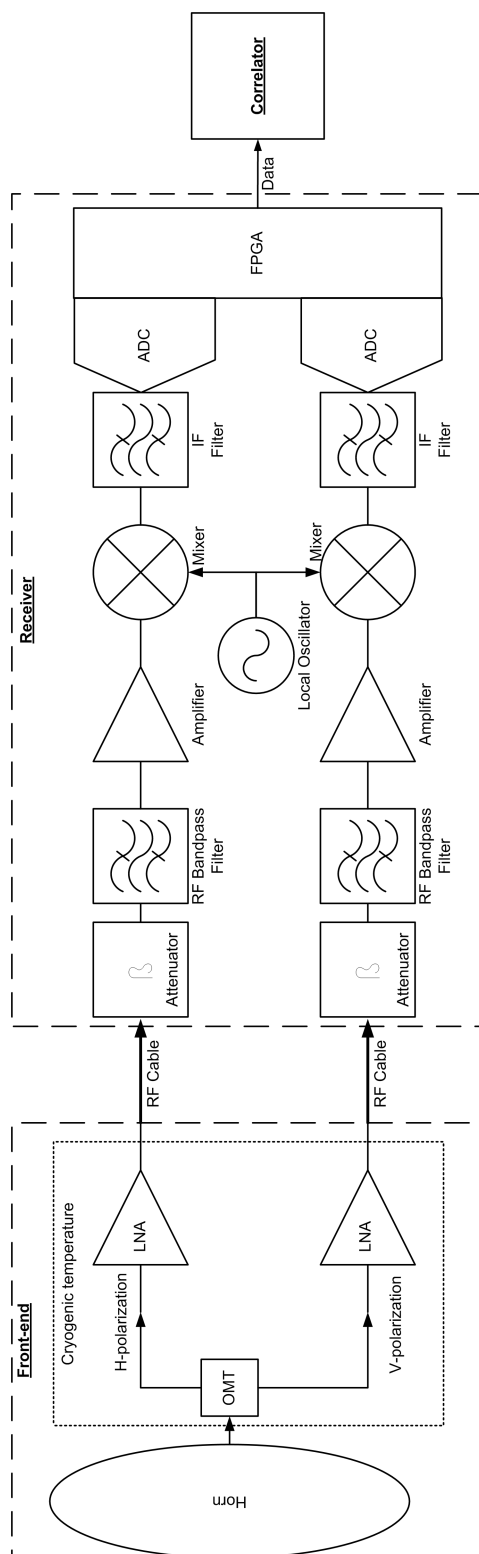 Front-end
Horn
OMT
Cryogenic temperature
H-polarization
V-polarization
LNA
LNA
RF Cable
RF Cable
Receiver
Attenuator
β
Attenuator
β
RF Bandpass
Filter
RF Bandpass
Filter
Amplifier
Amplifier
Local Oscillator
Mixer
Mixer
IF
Filter
IF
Filter
ADC
ADC
FPGA
Data
Correlator